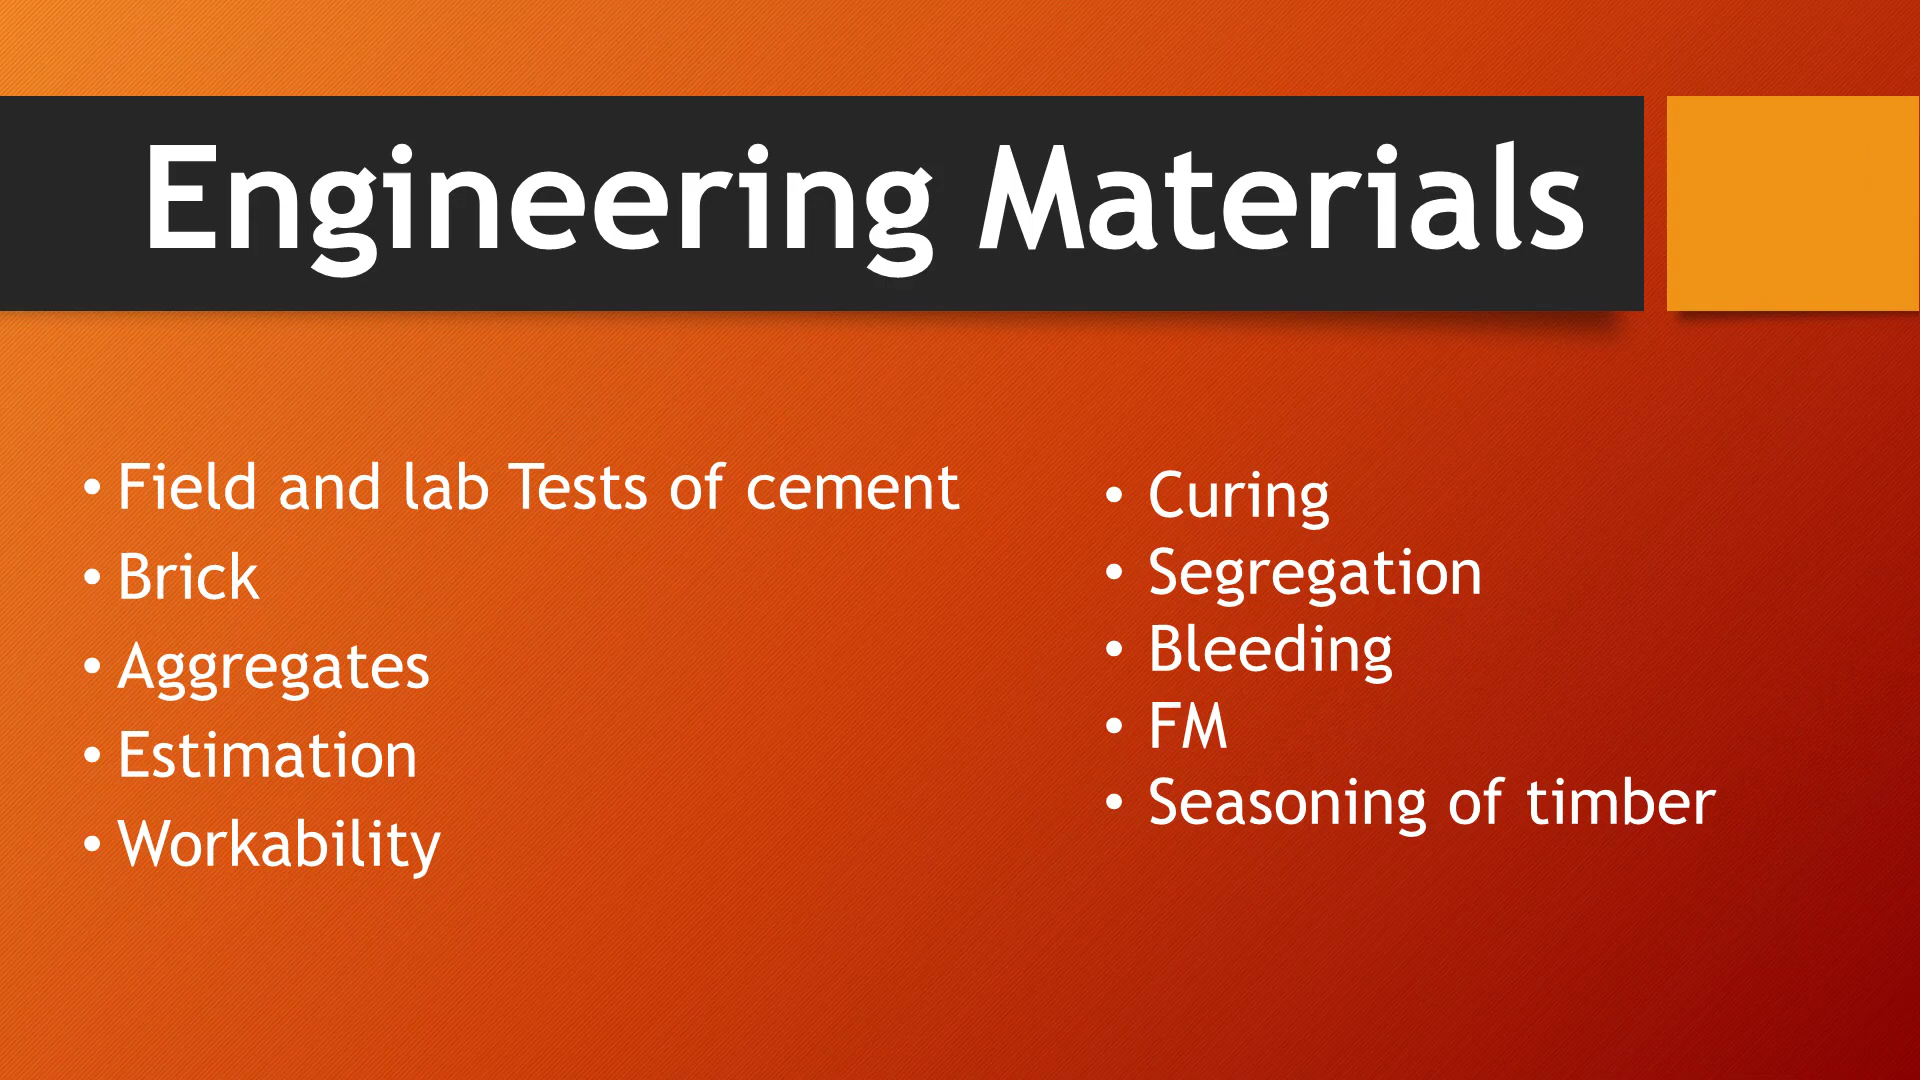 Engineering Materials
• Field and lab Tests of cement
• Brick
• Aggregates
• Estimation
• Workability
• Curing
• Segregation
• Bleeding
• FM
• Seasoning of timber